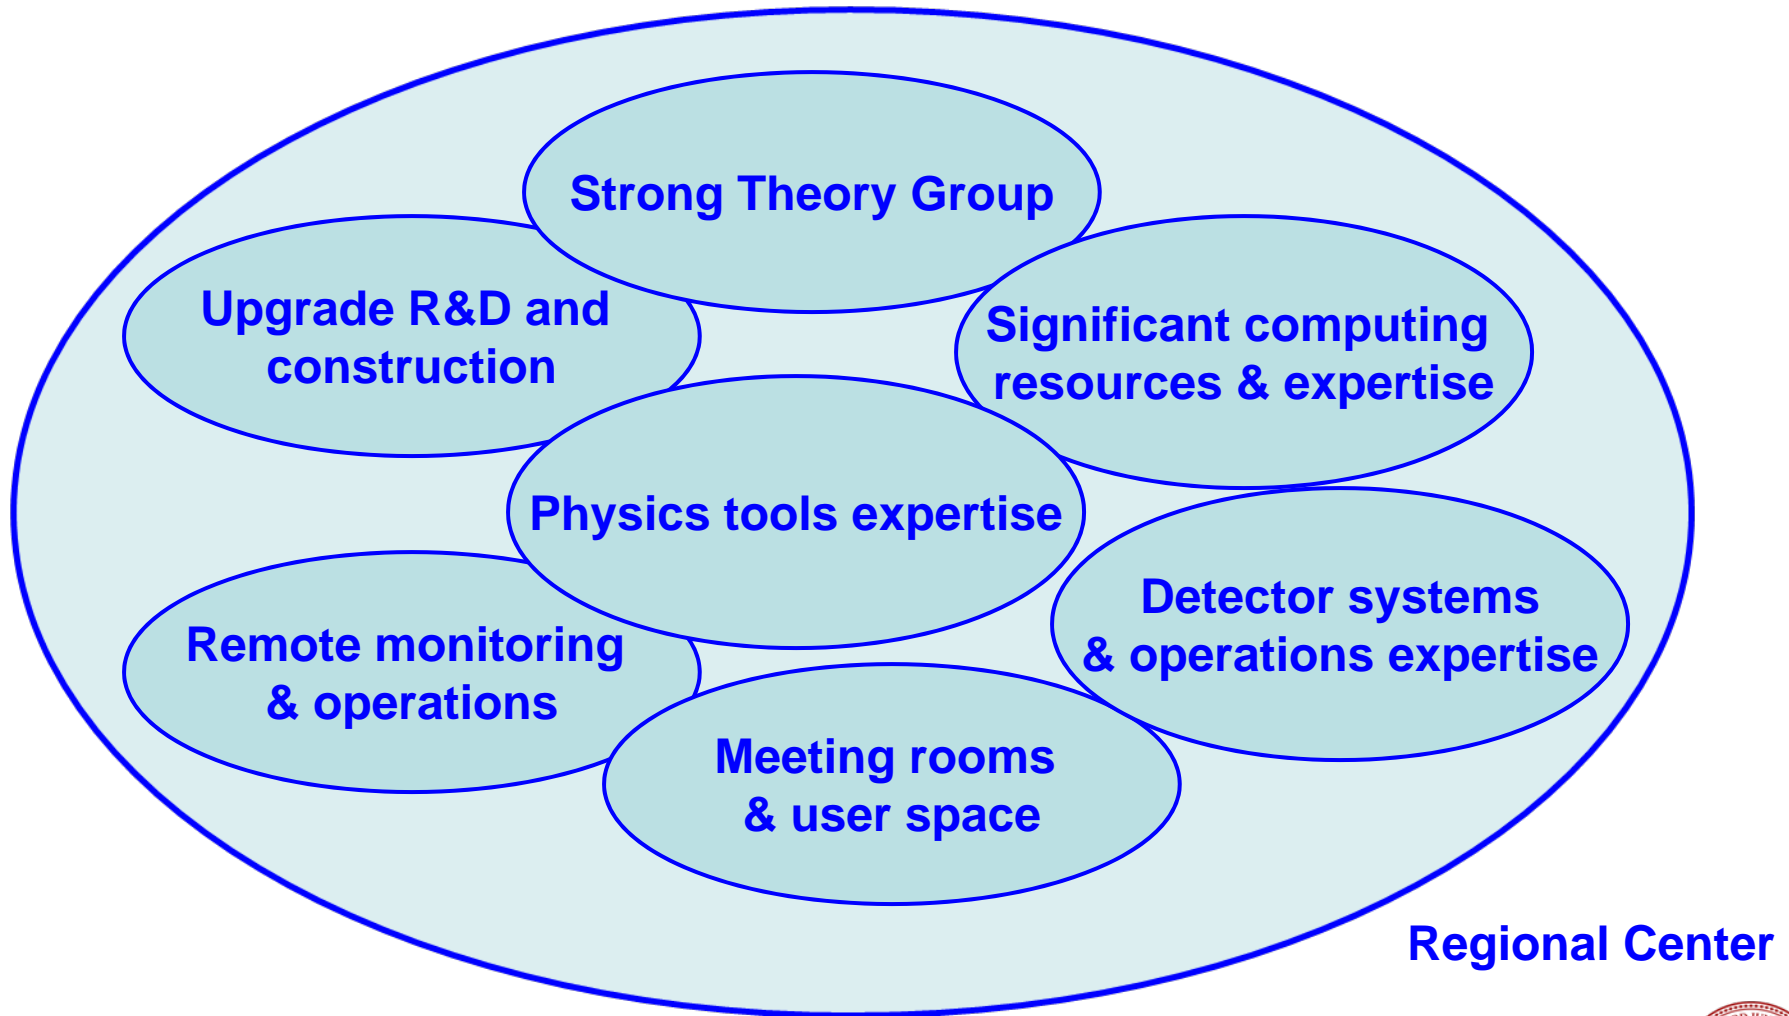 Strong Theory Group
Upgrade R&D and
construction
Significant computing
resources & expertise
Physics tools expertise
Detector systems
& operations expertise
Remote monitoring
& operations
Meeting rooms
& user space
Regional Center